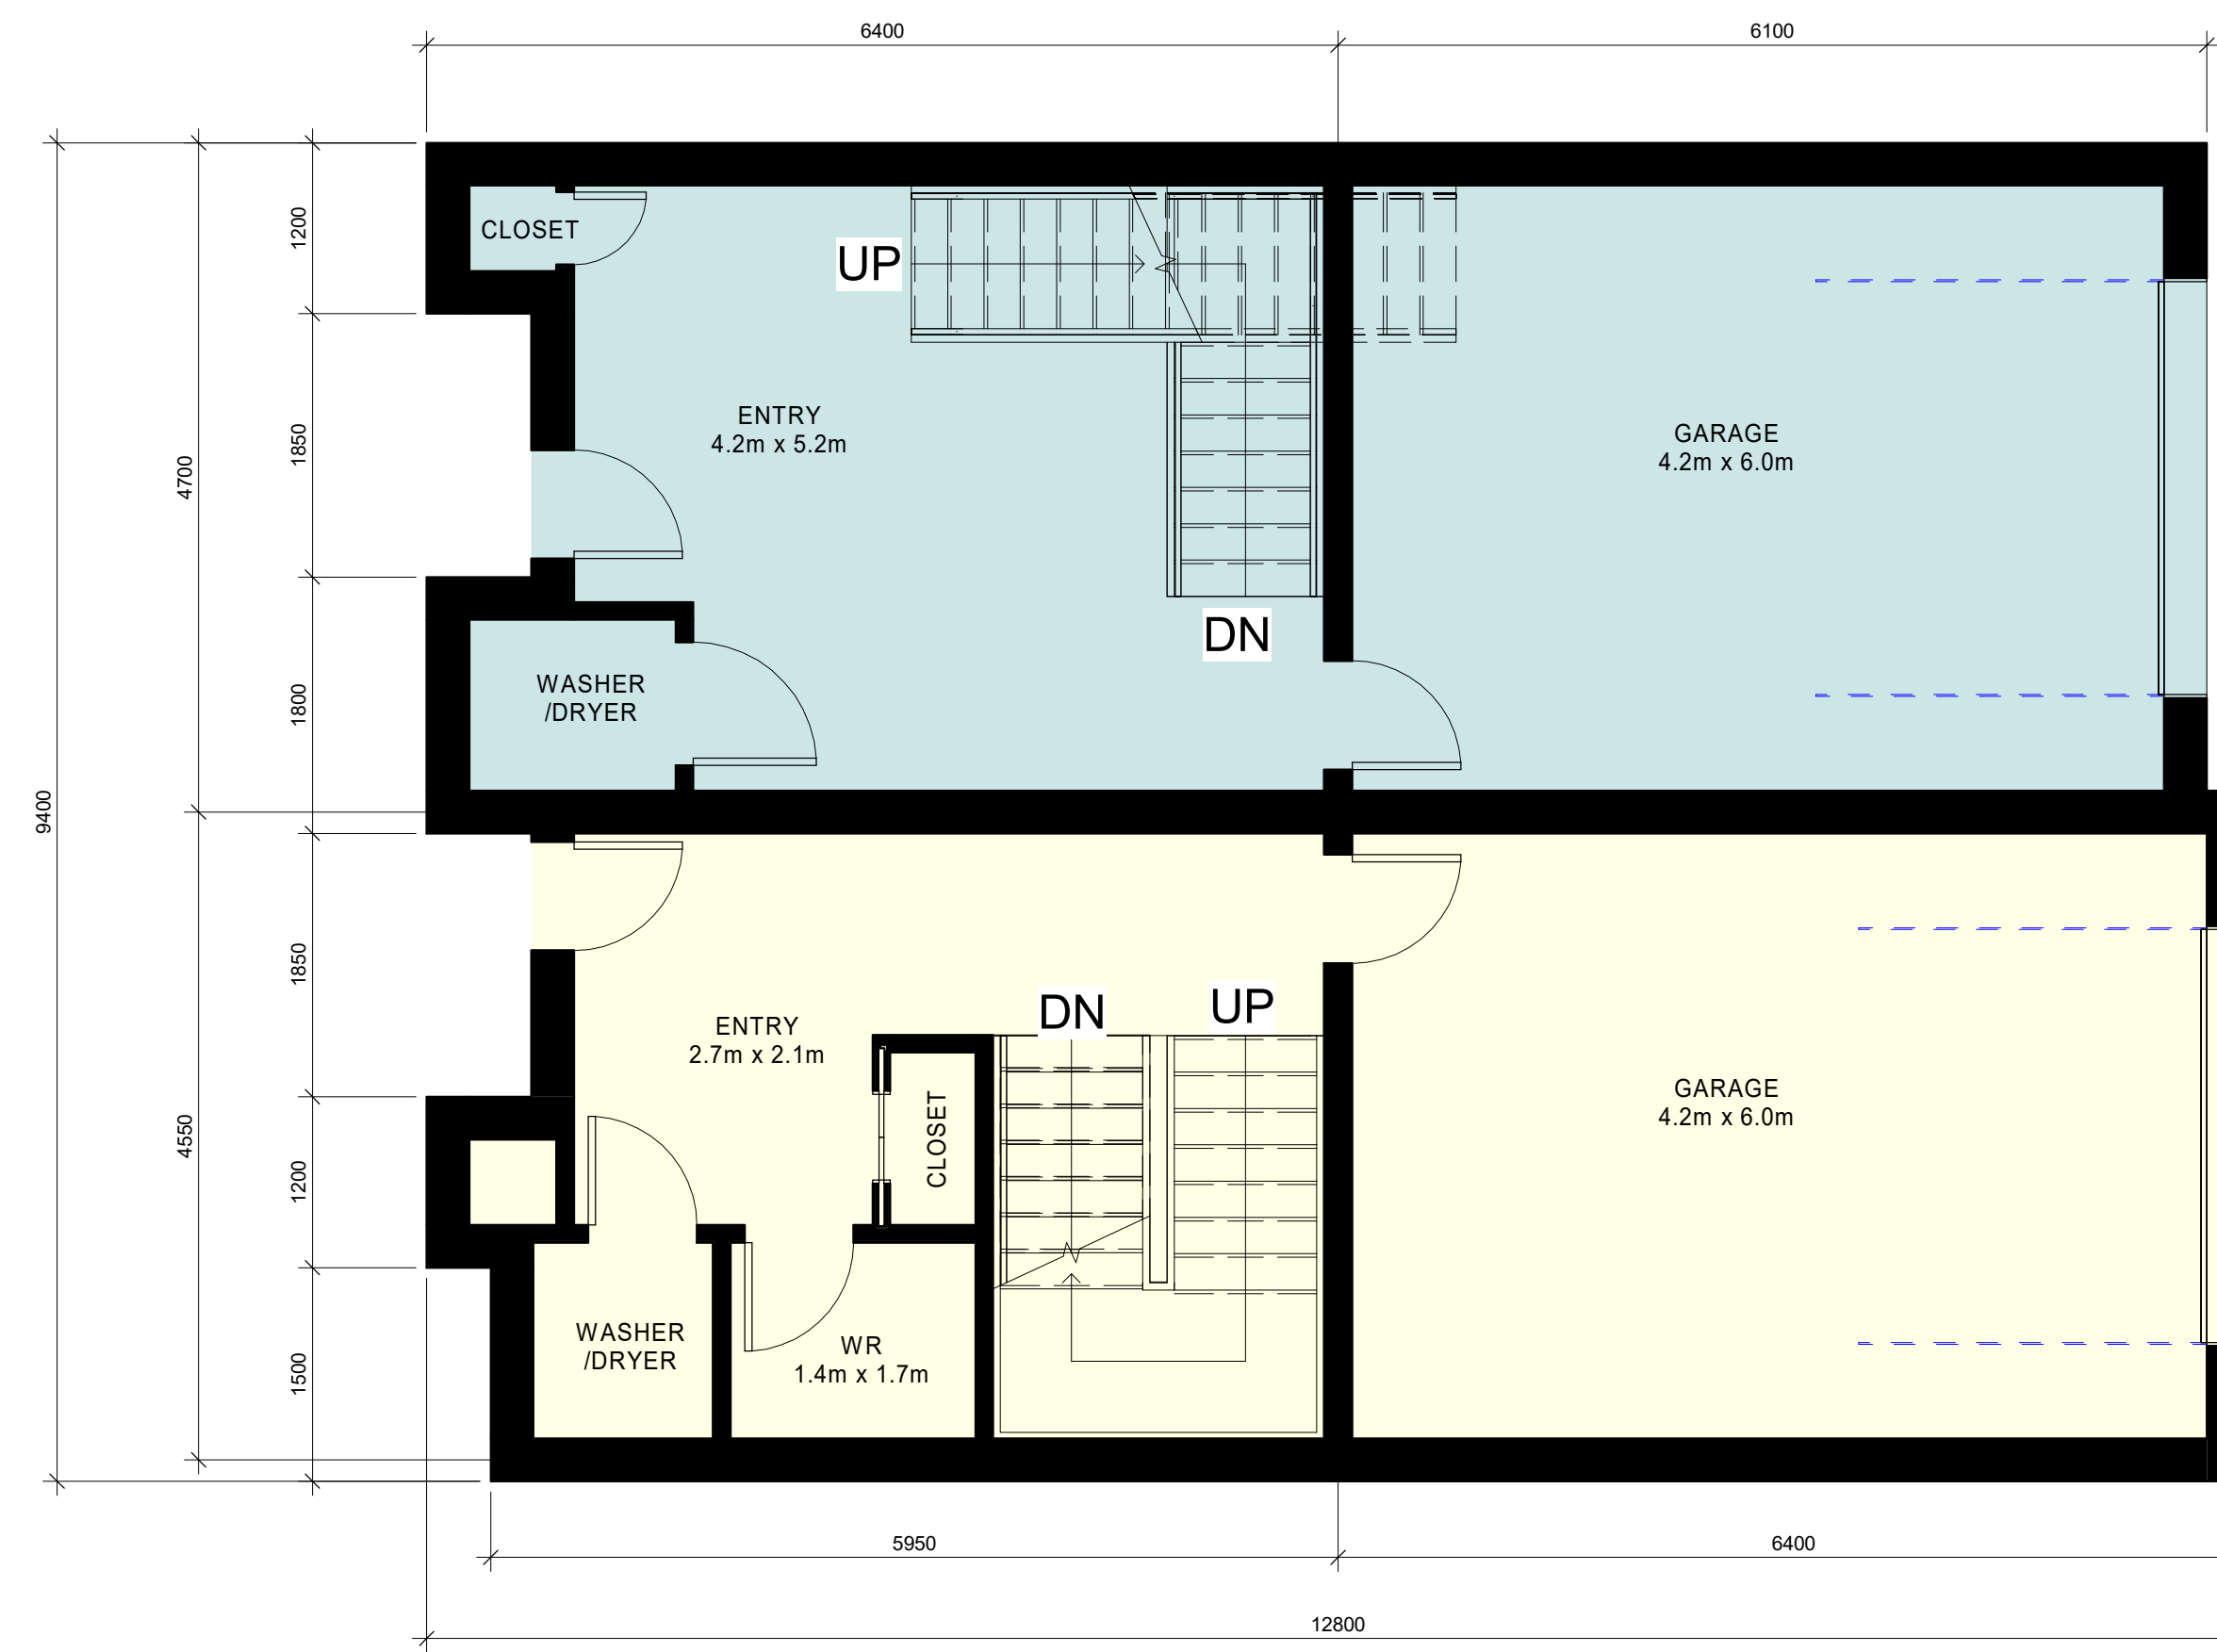 6400
6100
1200
CLOSET
UP
ENTRY
4.2m x 5.2m
GARAGE
4.2m x 6.0m
1850
4700
DN
WASHER
/DRYER
1800
9400
1850
DN
UP
ENTRY
2.7m x 2.1m
GARAGE
4.2m x 6.0m
CLOSET
4550
1200
WASHER
/DRYER
WR
1.4m x 1.7m
1500
5950
6400
12800